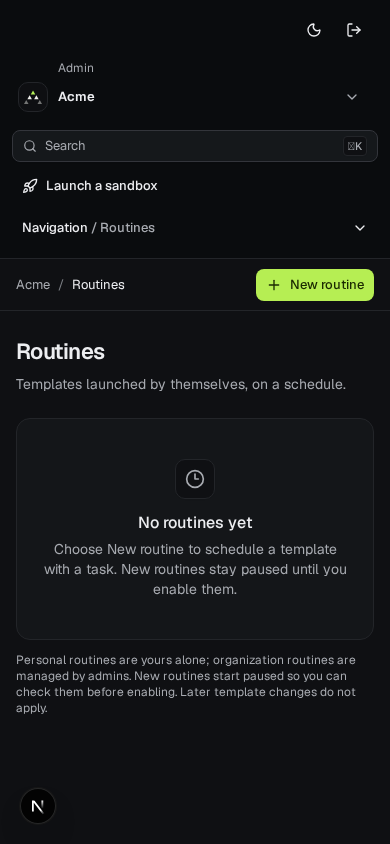 Admin
Acme
Search
K
Launch a sandbox
Navigation / Routines
Acme / Routines
New routine
Routines
Templates launched by themselves, on a schedule.
No routines yet
Choose New routine to schedule a template
with a task. New routines stay paused until you
enable them.
Personal routines are yours alone; organization routines are
managed by admins. New routines start paused so you can
check them before enabling. Later template changes do not
apply.
N